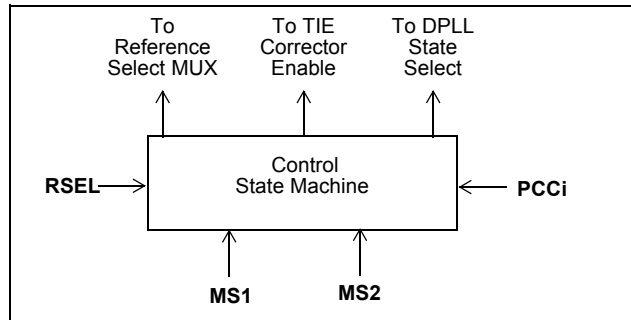 To
Reference
Select MUX
To TIE
Corrector
Enable
To DPLL
State
Select
Control
State Machine
RSEL
PCCi
MS1
MS2